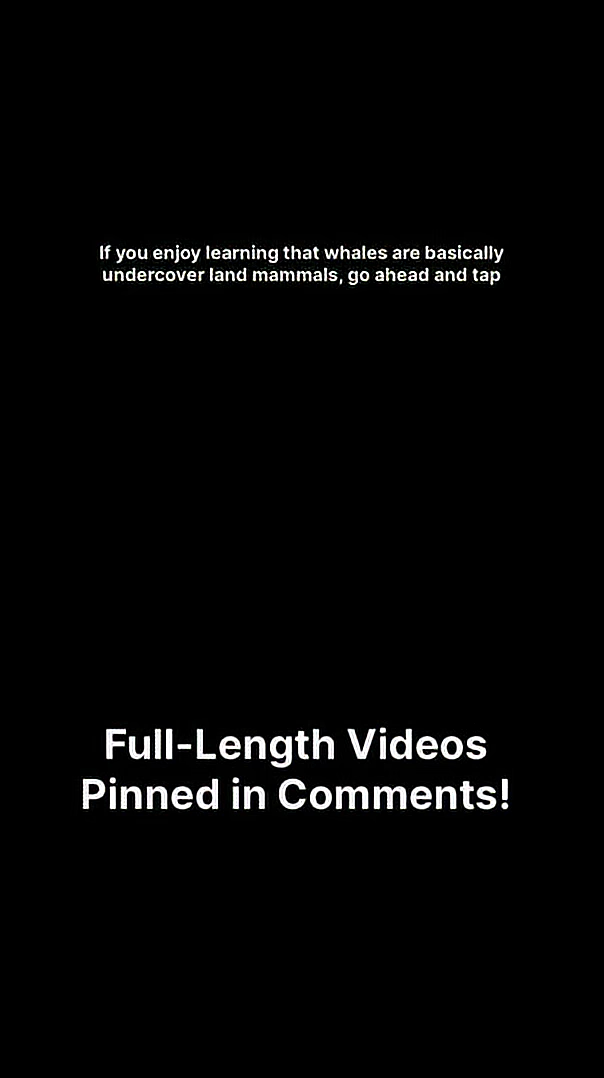 If you enjoy learning that whales are basically
undercover land mammals, go ahead and tap
Full-Length Videos
Pinned in Comments!